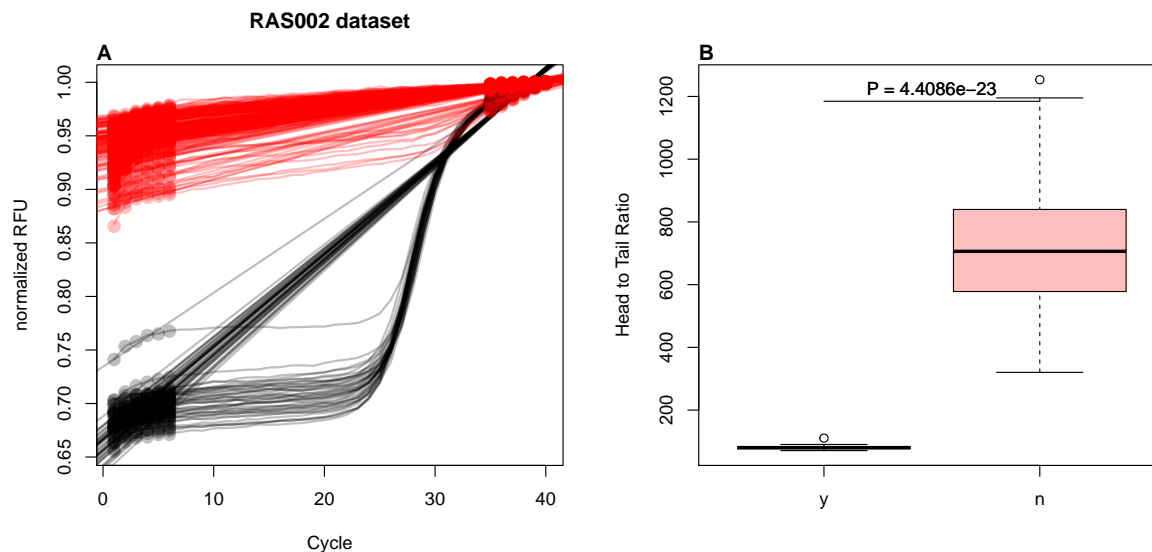 RAS002 dataset
A
normalized RFU
1.00
0.95
0.90
0.85
0.80
0.75
0.70
0.65
0 10 20 30 40
Cycle
B
P = 4.4086e−23
Head to Tail Ratio
1200
1000
800
600
400
200
y n